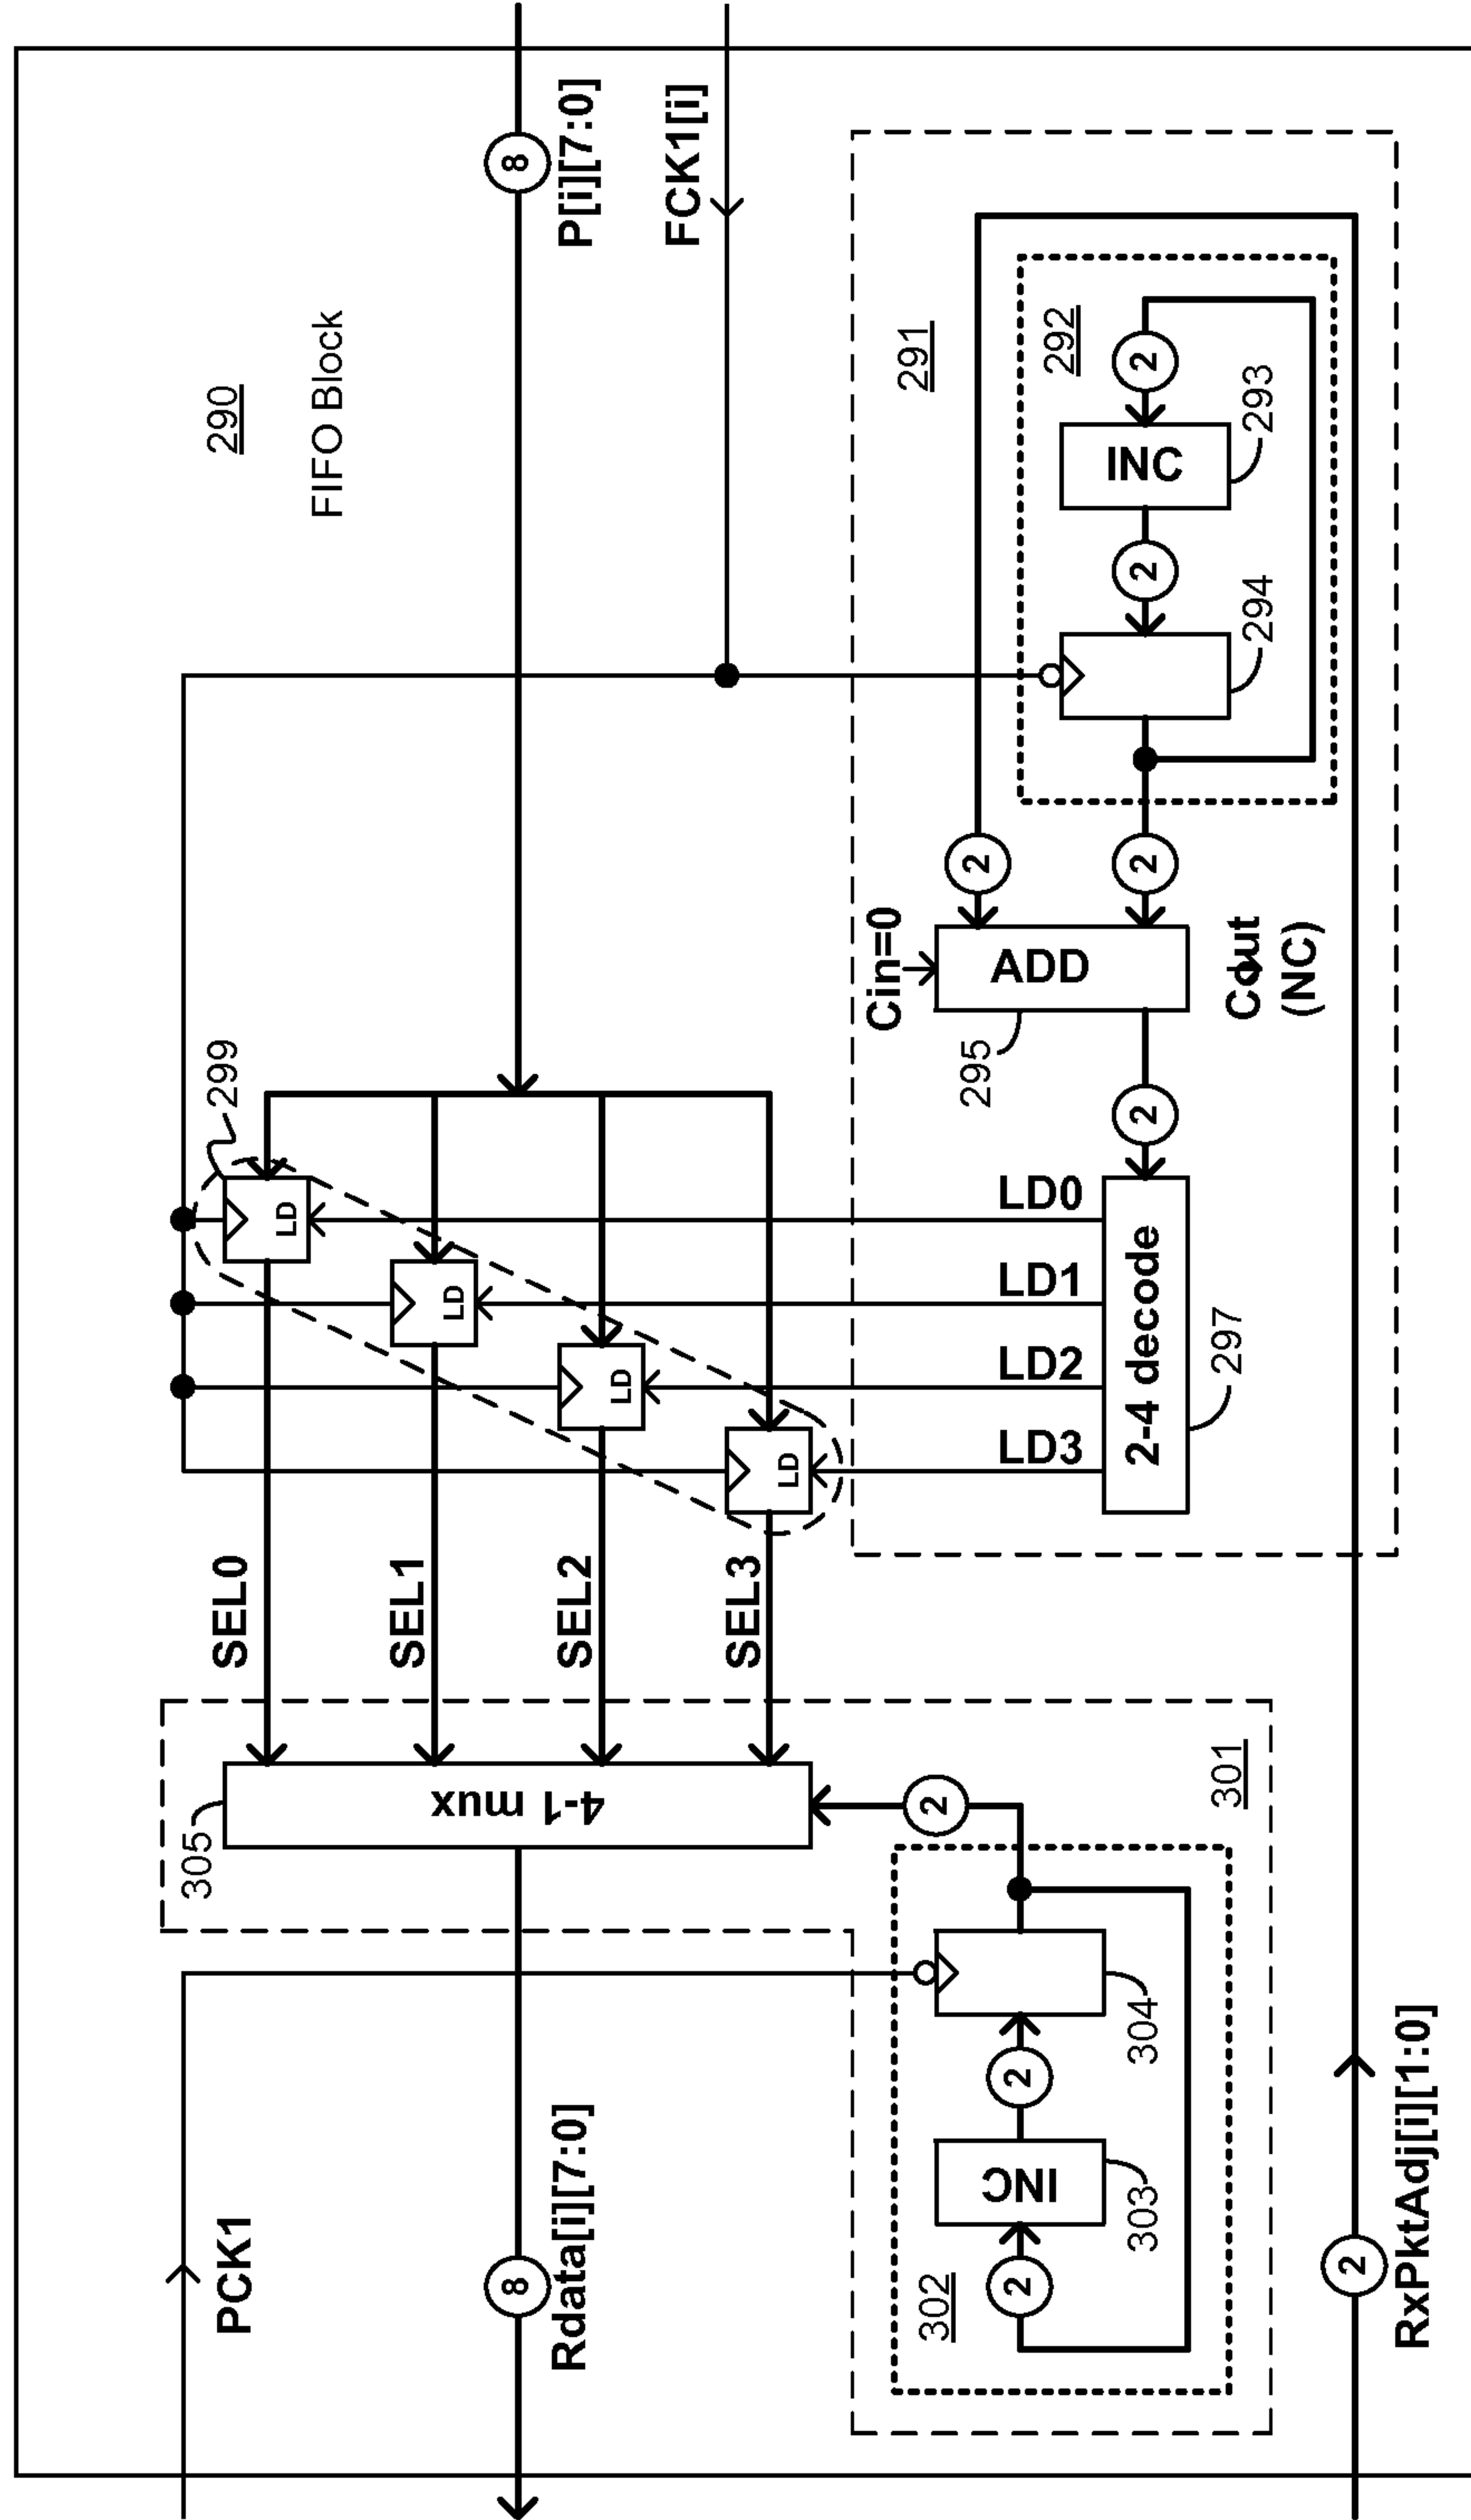 290
FIFO Block
P[i][7:0]
8
FCK1[i]
299
LD
LD
LD
LD
SEL0
SEL1
SEL2
SEL3
305
4-1 mux
PCK1
Rdata[i][7:0]
8
291
292
2
INC
293
2
294
2
2
Cin=0
ADD
295
Cout
(NC)
2
LD0
LD1
LD2
LD3
2-4 decode
297
301
2
302
304
2
INC
303
2
RxPktAdj[i][1:0]
2